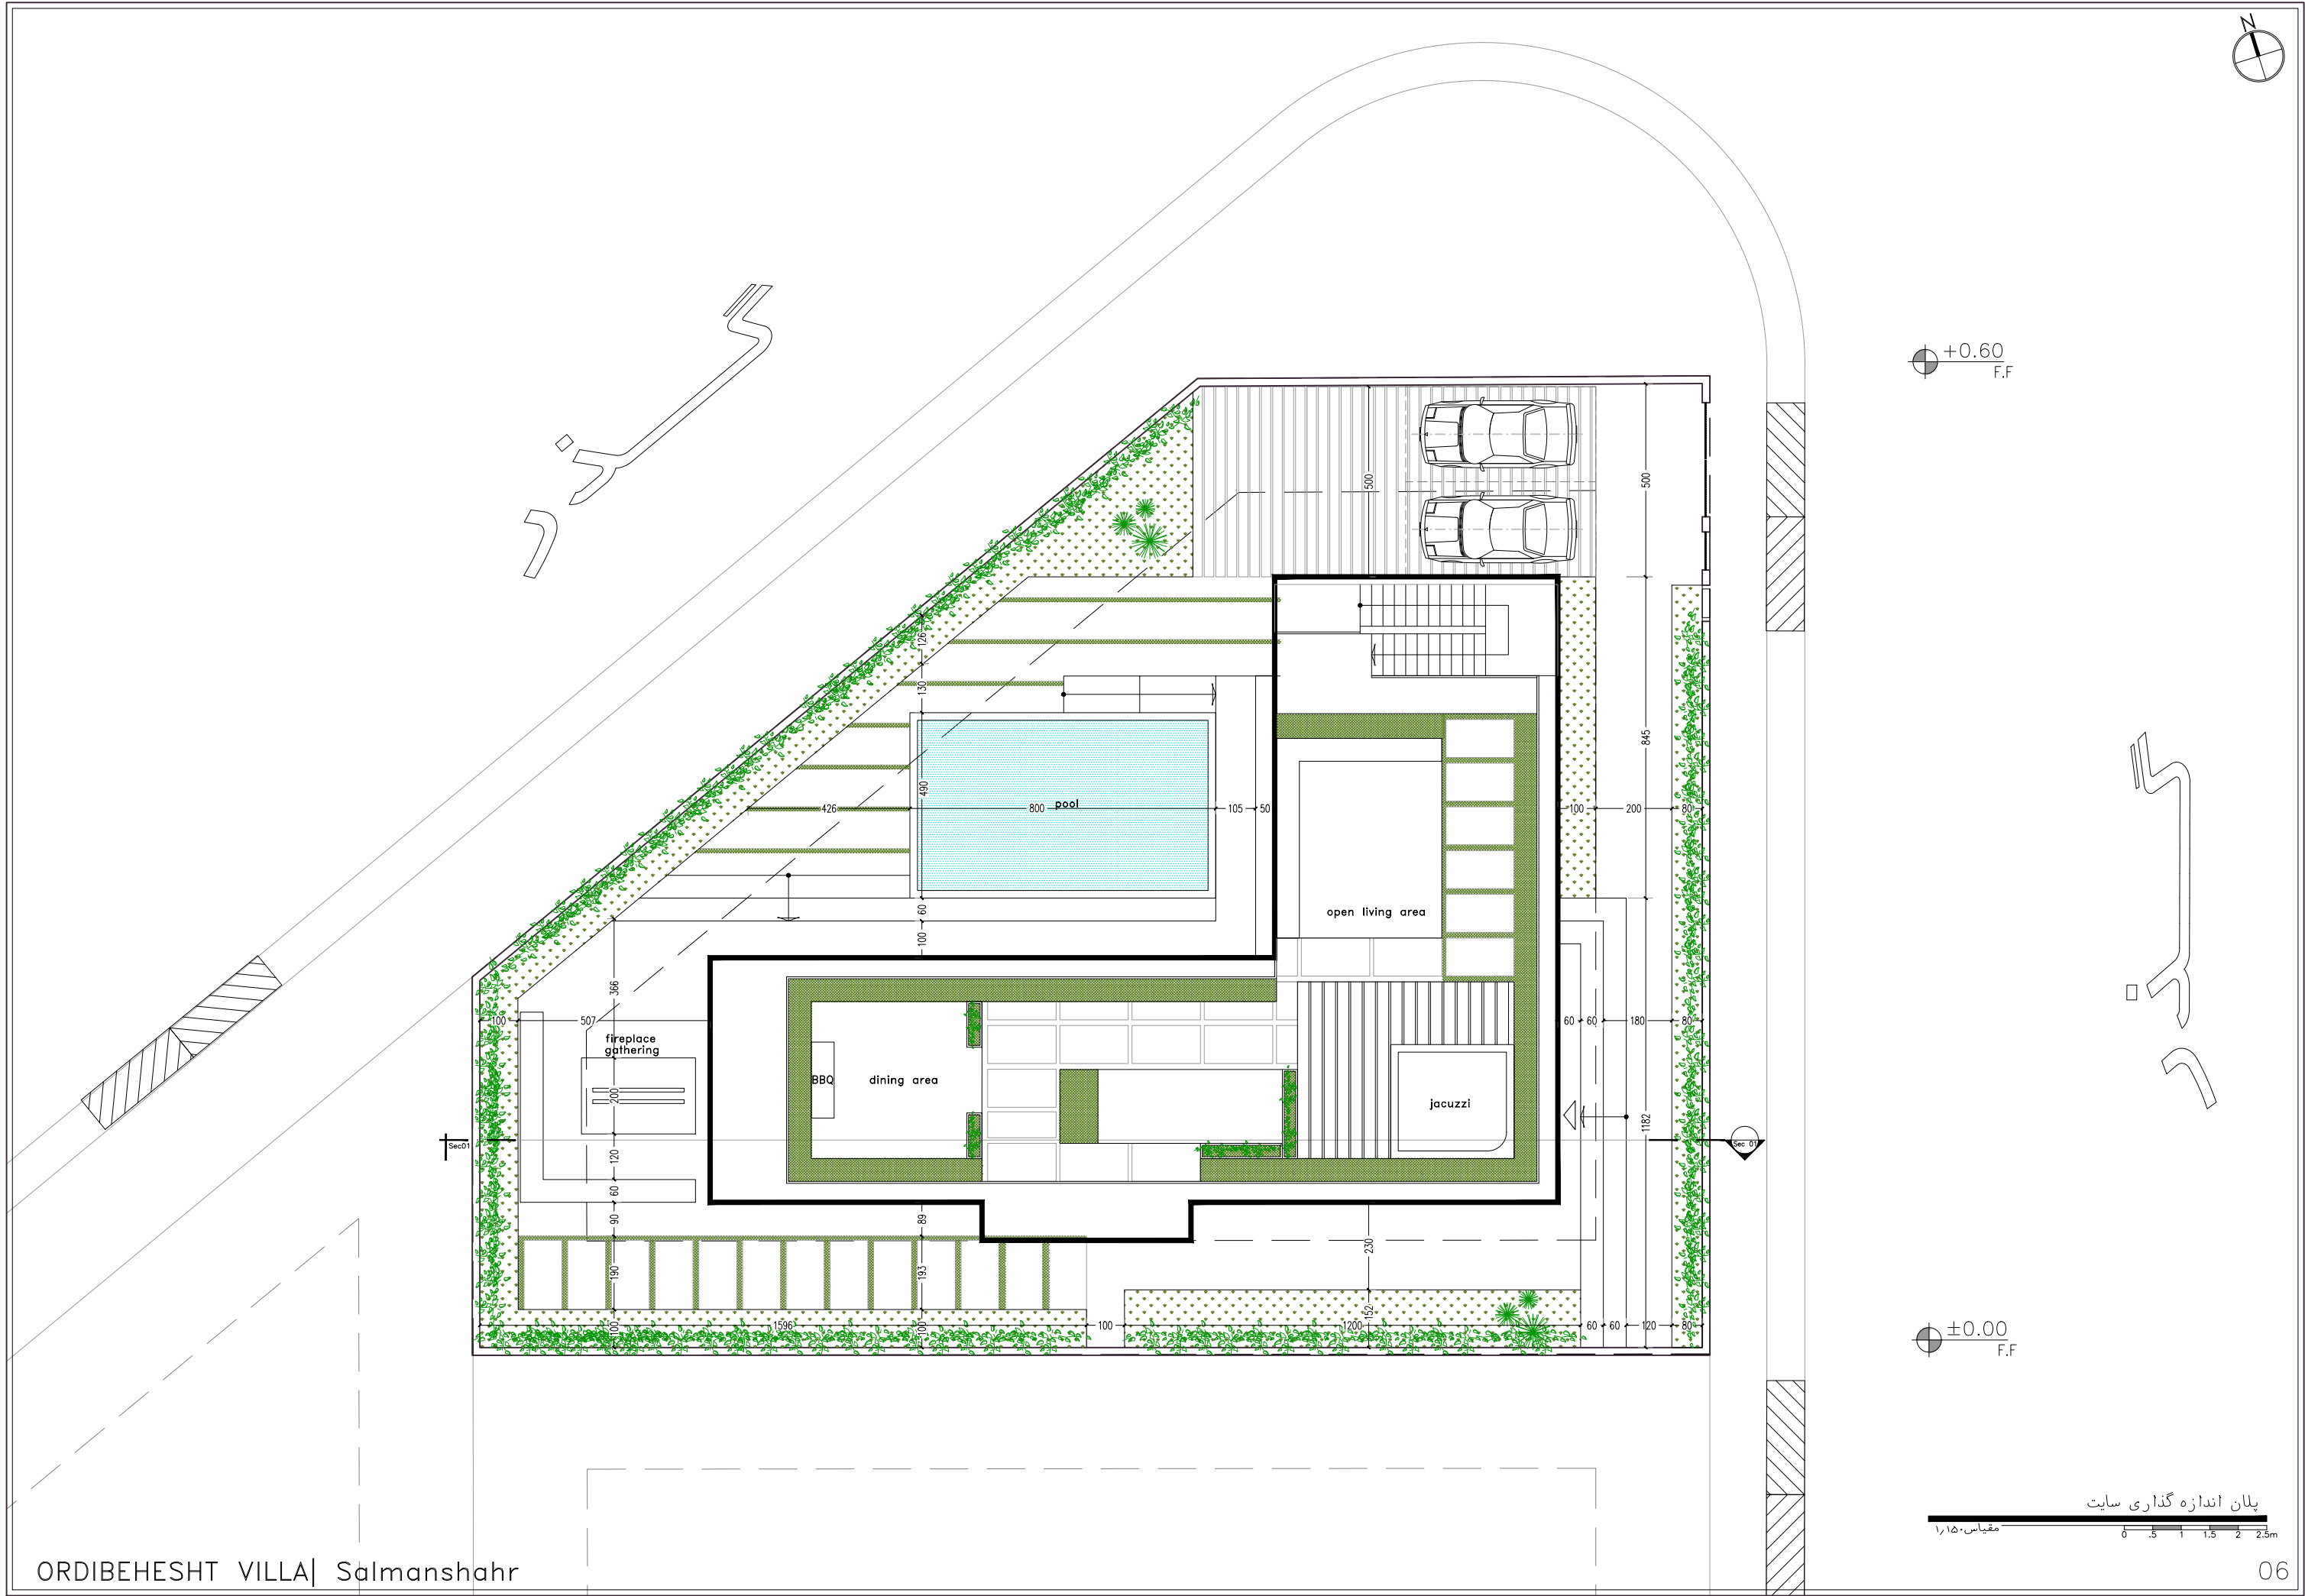 N
گذر
+0.60
F.F
500
500
126
130
845
490
426
800
pool
105
50
100
200
80
60
100
open living area
366
100
507
60
60
180
80
fireplace
gathering
BBQ
dining area
200
jacuzzi
1182
Sec01
Sec 01
120
60
90
89
230
190
193
152
100
1596
100
100
1200
60
60
120
80
گذر
±0.00
F.F
پلان اندازه گذاری سایت
مقیاس ۱/۱۵۰
0 .5 1 1.5 2 2.5m
ORDIBEHESHT VILLA| Salmanshahr
06